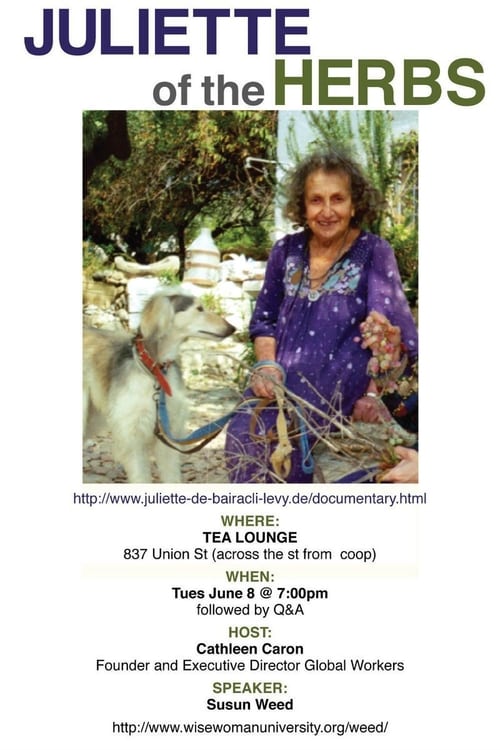 JULIETTE
of the HERBS
http://www.juliette-de-bairacli-levy.de/documentary.html
WHERE:
TEA LOUNGE
837 Union St (across the st from coop)
WHEN:
Tues June 8 @ 7:00pm
followed by Q&A
HOST:
Cathleen Caron
Founder and Executive Director Global Workers
SPEAKER:
Susun Weed
http://www.wisewomanuniversity.org/weed/